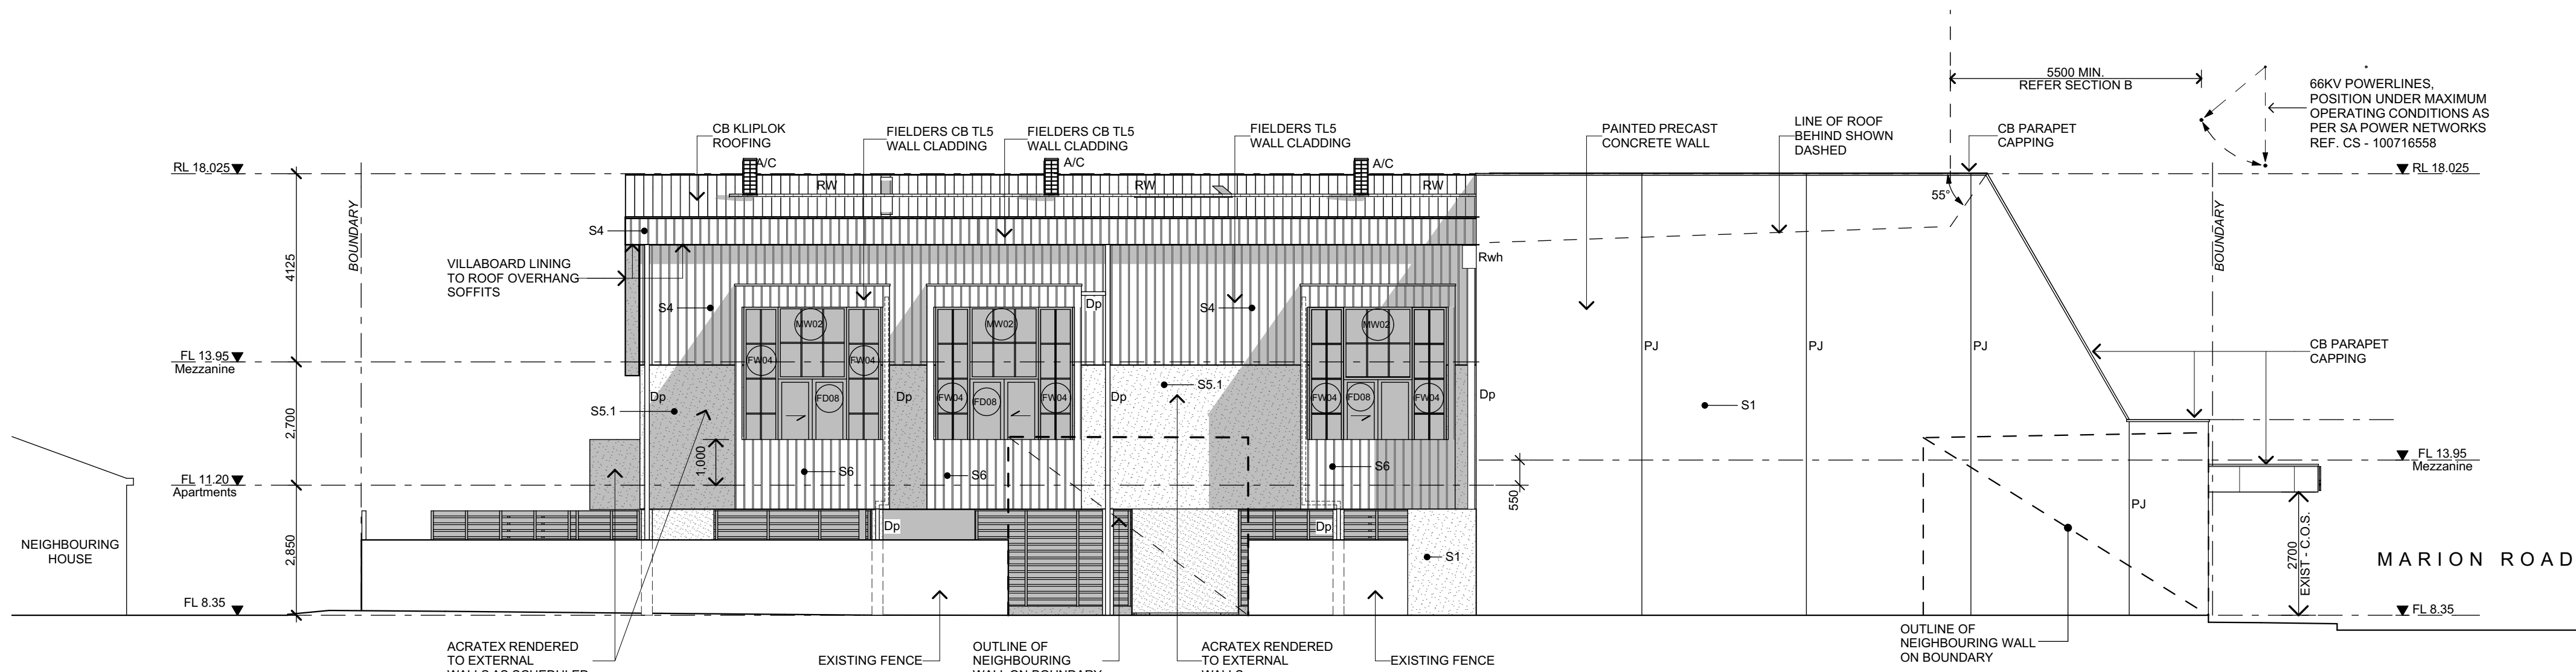 5500 MIN.
REFER SECTION B
66KV POWERLINES,
POSITION UNDER MAXIMUM
OPERATING CONDITIONS AS
PER SA POWER NETWORKS
REF. CS - 100716558
CB KLIPLOK
ROOFING
FIELDERS CB TL5
WALL CLADDING
FIELDERS CB TL5
WALL CLADDING
FIELDERS TL5
WALL CLADDING
PAINTED PRECAST
CONCRETE WALL
LINE OF ROOF
BEHIND SHOWN
DASHED
CB PARAPET
CAPPING
RL 18.025
A/C
A/C
A/C
RL 18.025
RW
RW
RW
55°
BOUNDARY
BOUNDARY
S4
4125
VILLABOARD LINING
TO ROOF OVERHANG
SOFFITS
Rwh
S4
Dp
S4
MW02
MW02
MW02
FL 13.95
Mezzanine
FW04
FW04
PJ
PJ
PJ
CB PARAPET
CAPPING
Dp
Dp
Dp
Dp
S5.1
S5.1
FD08
FW04
FD08
FW04
FW04
FD08
FW04
S1
2,700
1,000
S6
S6
S6
FL 13.95
Mezzanine
FL 11.20
Apartments
550
PJ
Dp
Dp
NEIGHBOURING
HOUSE
2,850
S1
2700
EXIST - C.O.S.
MARION ROAD
FL 8.35
FL 8.35
ACRATEX RENDERED
TO EXTERNAL
WALLS AS SCHEDULED
EXISTING FENCE
OUTLINE OF
NEIGHBOURING
WALL ON BOUNDARY
ACRATEX RENDERED
TO EXTERNAL
WALLS
EXISTING FENCE
OUTLINE OF
NEIGHBOURING WALL
ON BOUNDARY